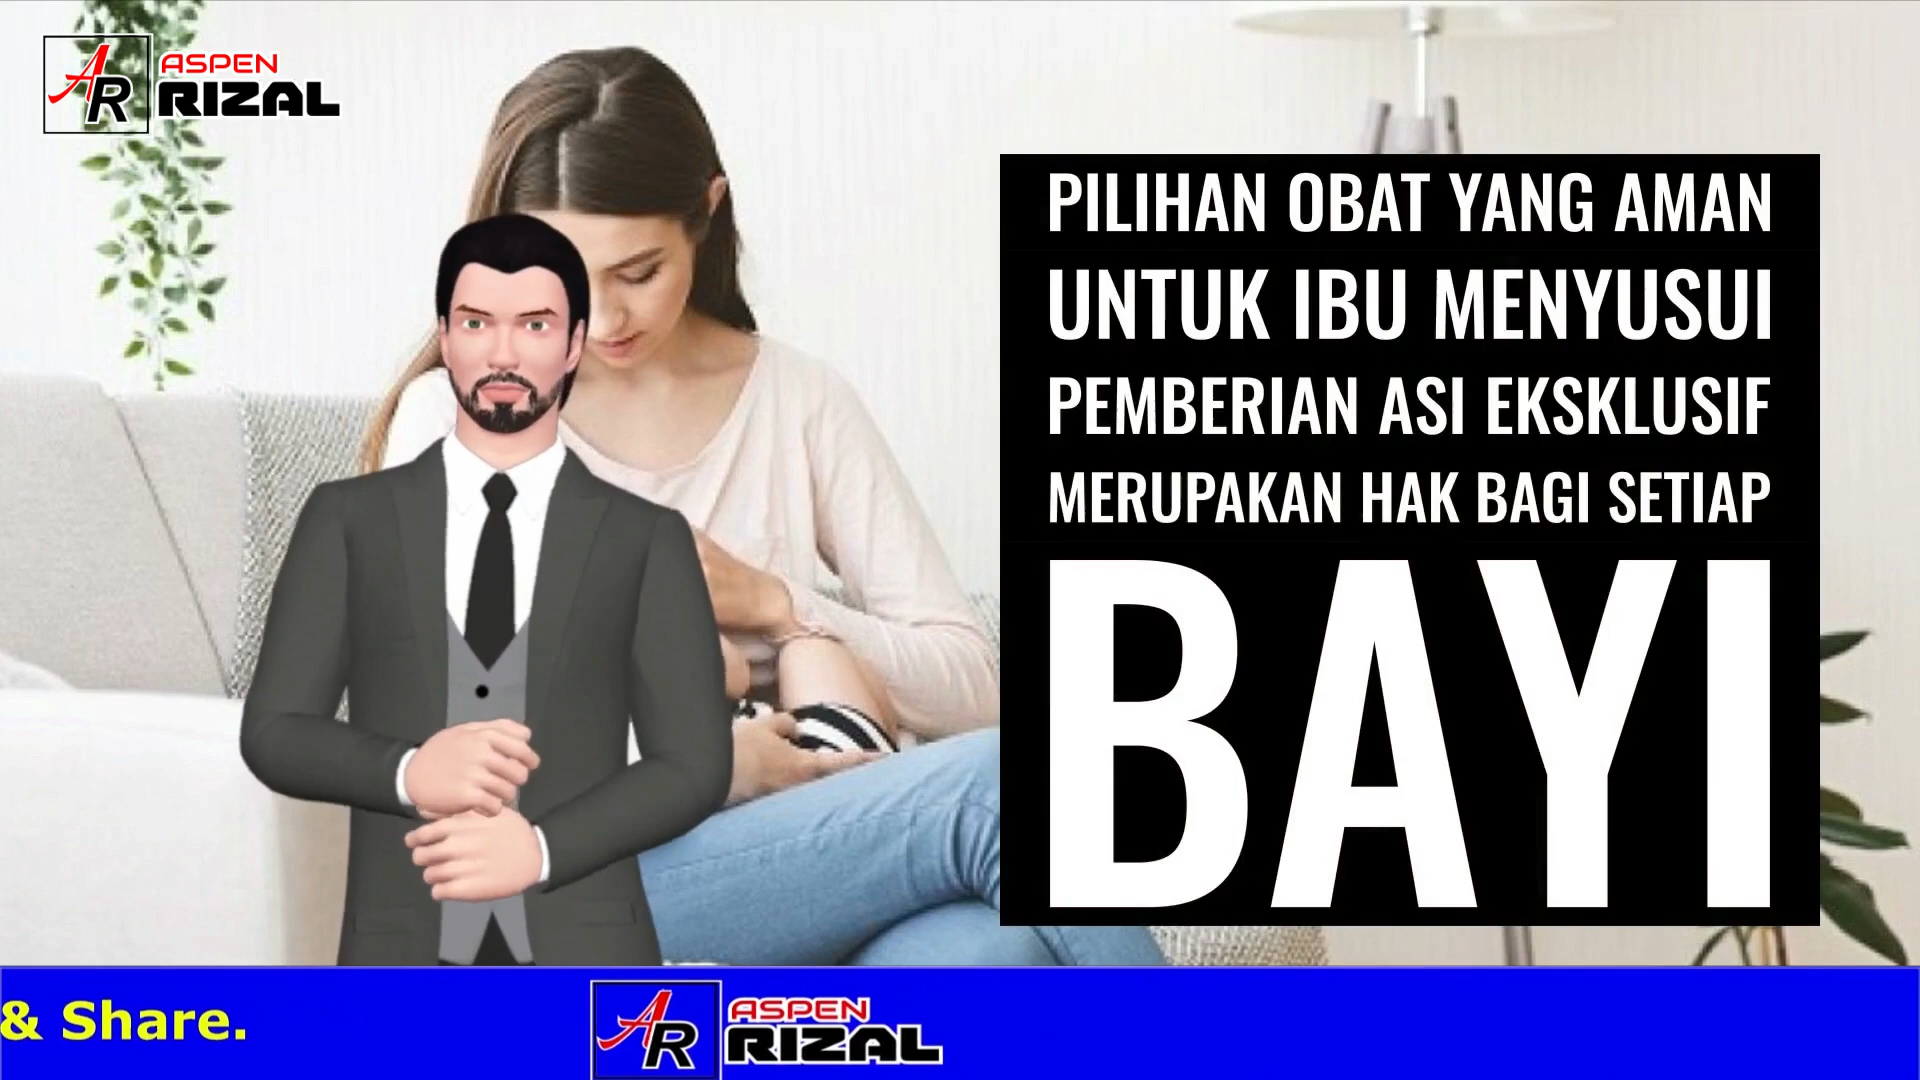 AR ASPEN
RIZAL
PILIHAN OBAT YANG AMAN
UNTUK IBU MENYUSUI
PEMBERIAN ASI EKSKLUSIF
MERUPAKAN HAK BAGI SETIAP
BAYI
& Share.
AR ASPEN
RIZAL